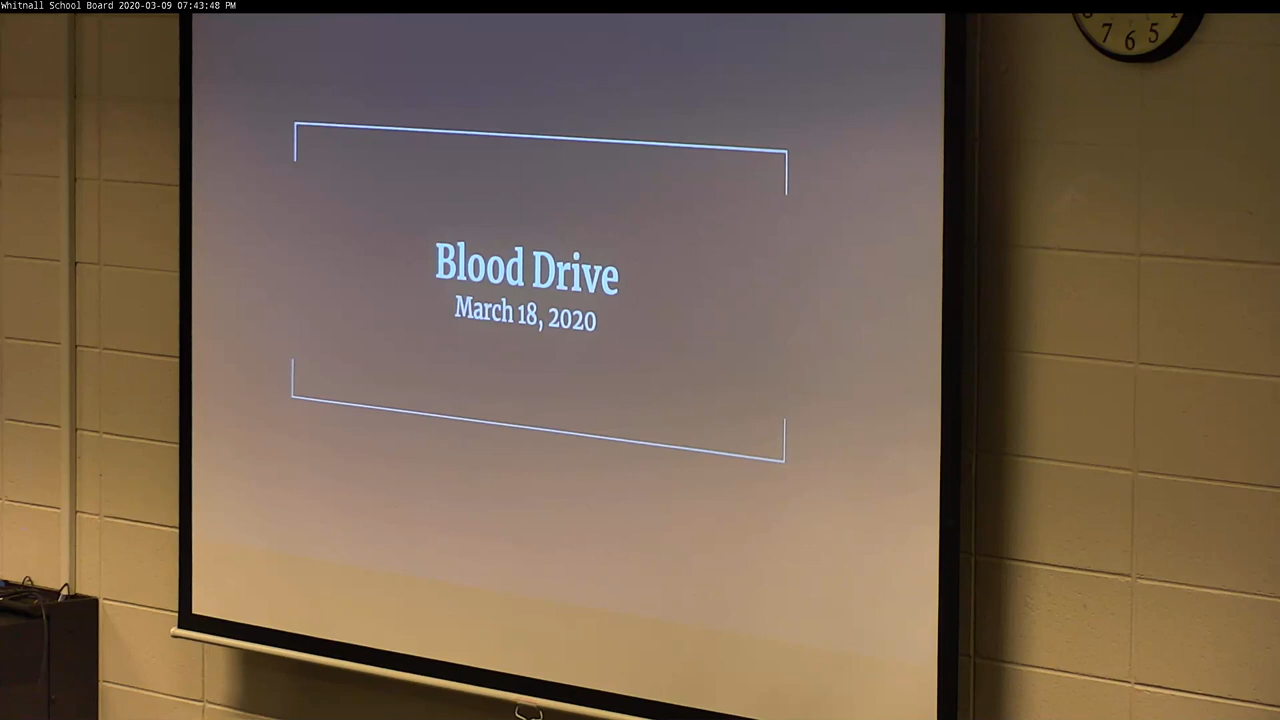 Whitnall School Board 2020-03-09 07:43:48 PM
7 6 5
Blood Drive
March 18, 2020